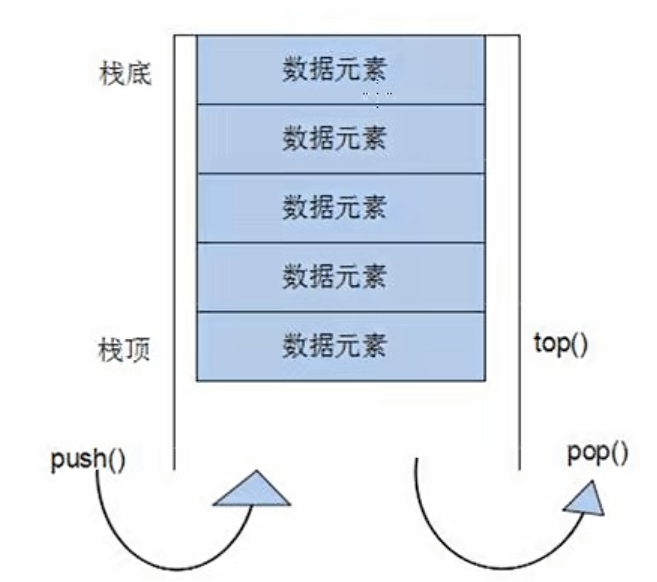 栈底
数据元素
数据元素
数据元素
数据元素
栈顶
数据元素
top()
push()
pop()